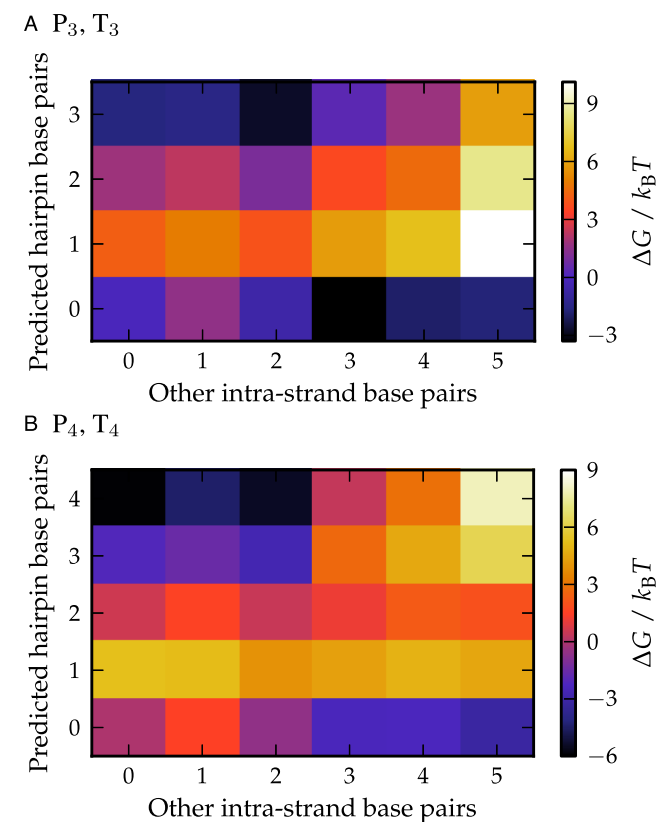 A P₃, T₃
Predicted hairpin base pairs
3
2
1
0
0 1 2 3 4 5
Other intra-strand base pairs
9
6
3
0
−3
ΔG / k_BT
B P₄, T₄
Predicted hairpin base pairs
4
3
2
1
0
0 1 2 3 4 5
Other intra-strand base pairs
9
6
3
0
−3
−6
ΔG / k_BT